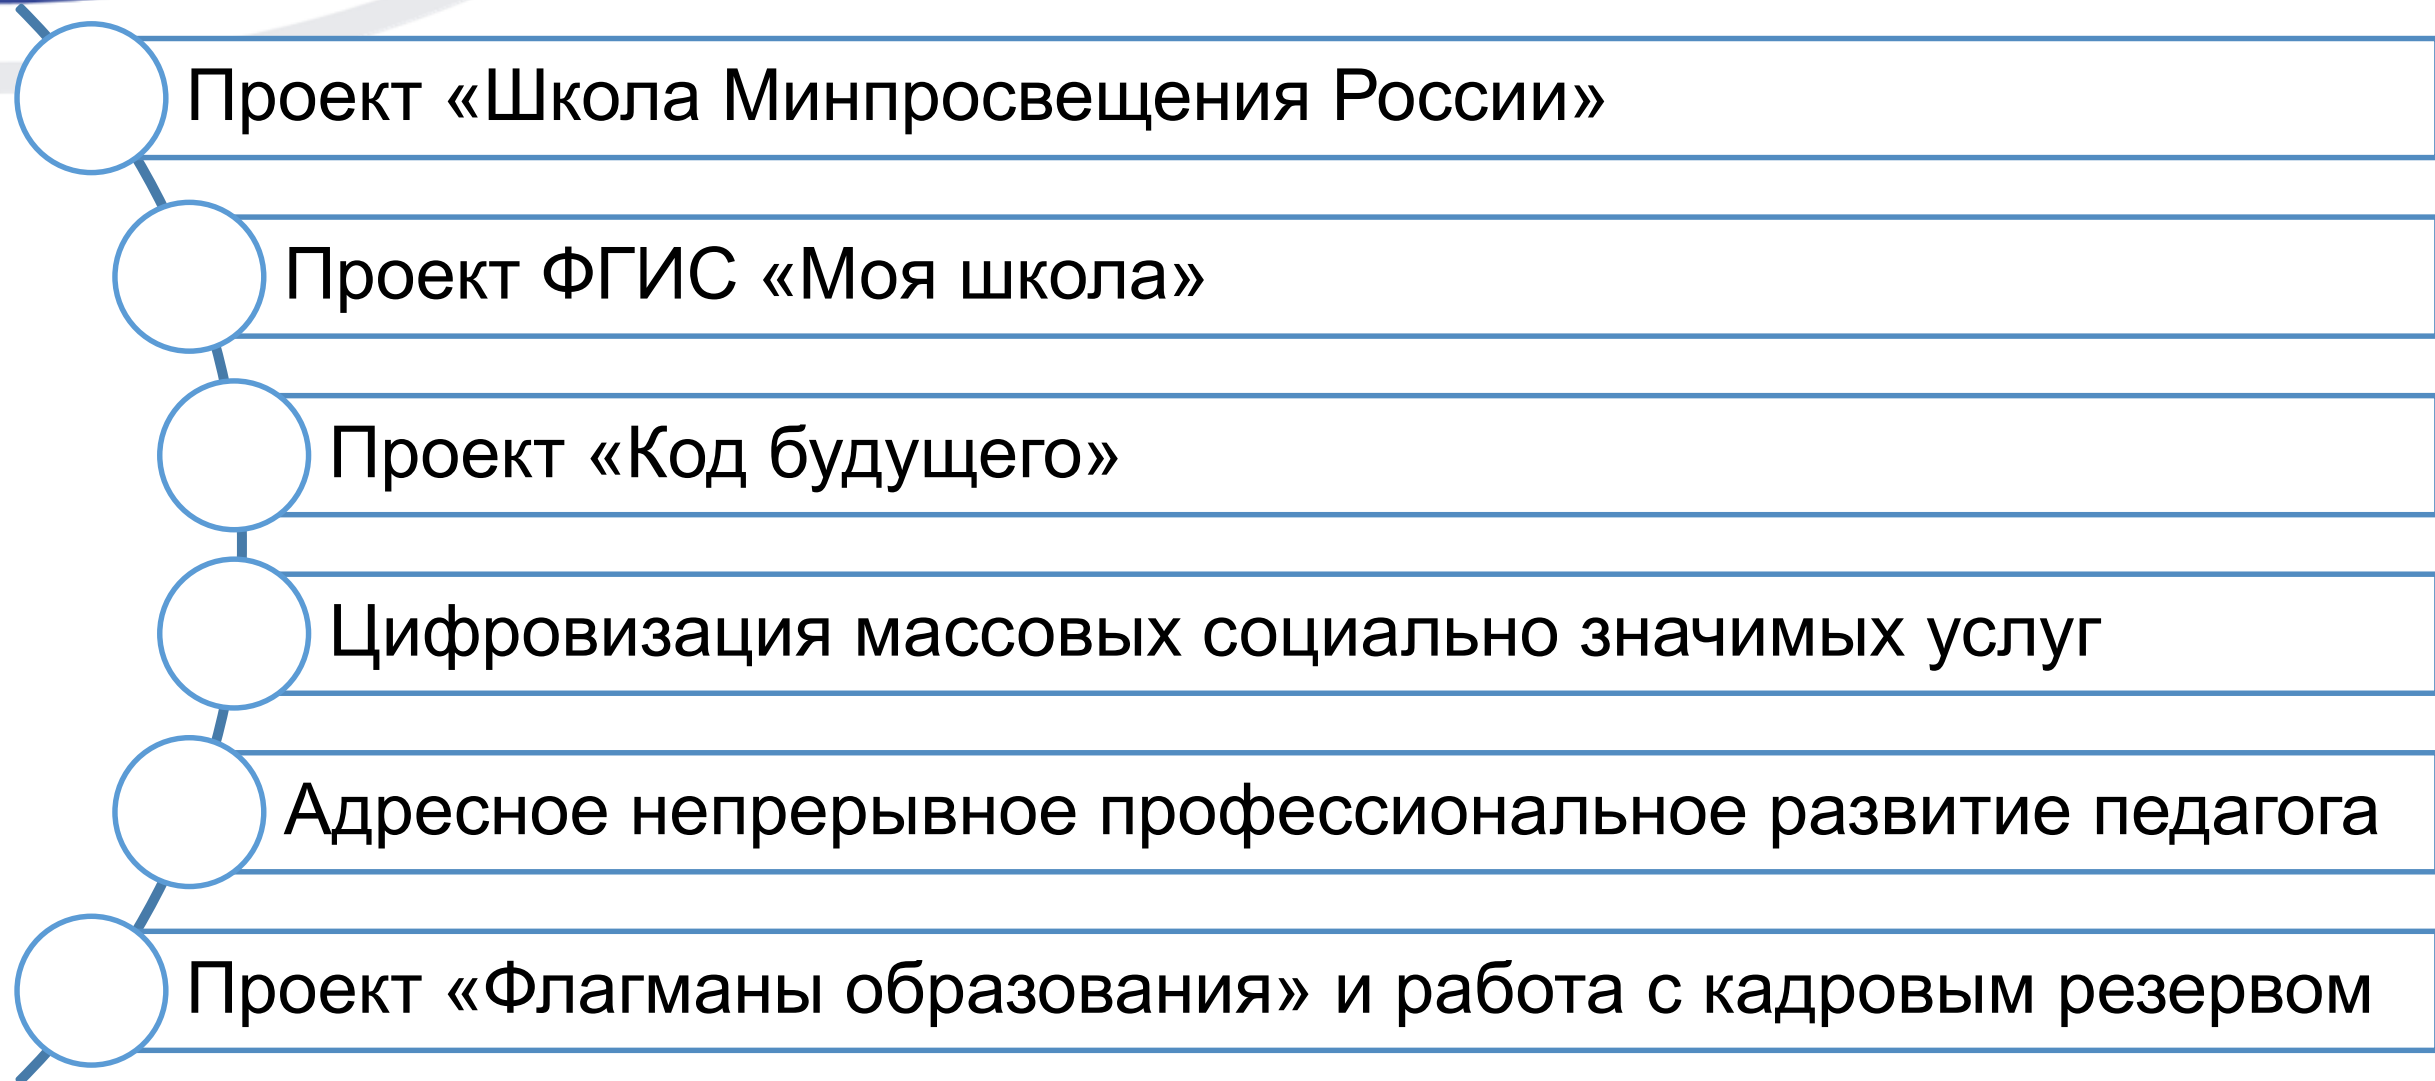 Проект «Школа Минпросвещения России»
Проект ФГИС «Моя школа»
Проект «Код будущего»
Цифровизация массовых социально значимых услуг
Адресное непрерывное профессиональное развитие педагога
Проект «Флагманы образования» и работа с кадровым резервом